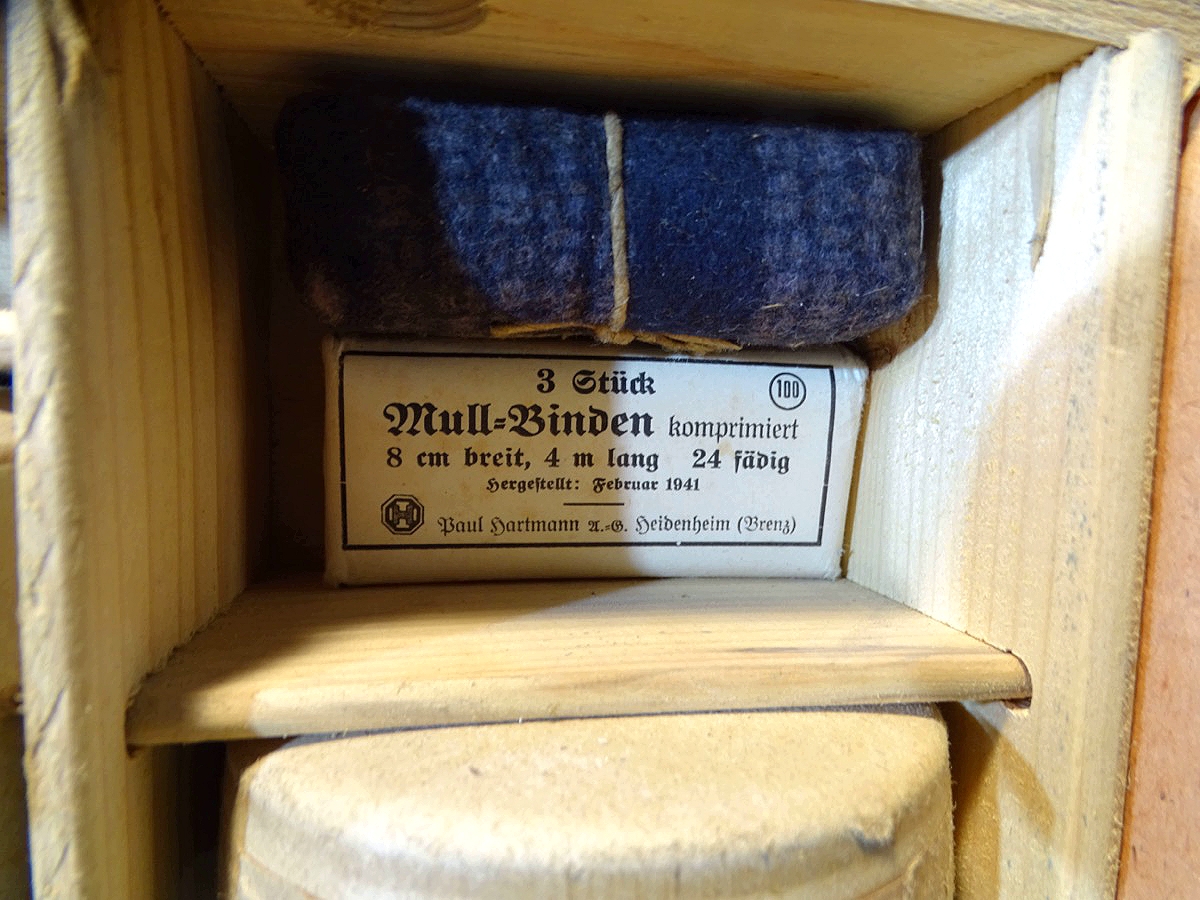 3 Stück 100
Mull-Binden komprimiert
8 cm breit, 4 m lang 24 fädig
Hergestellt: Februar 1941
Paul Hartmann A.-G. Heidenheim (Brenz)